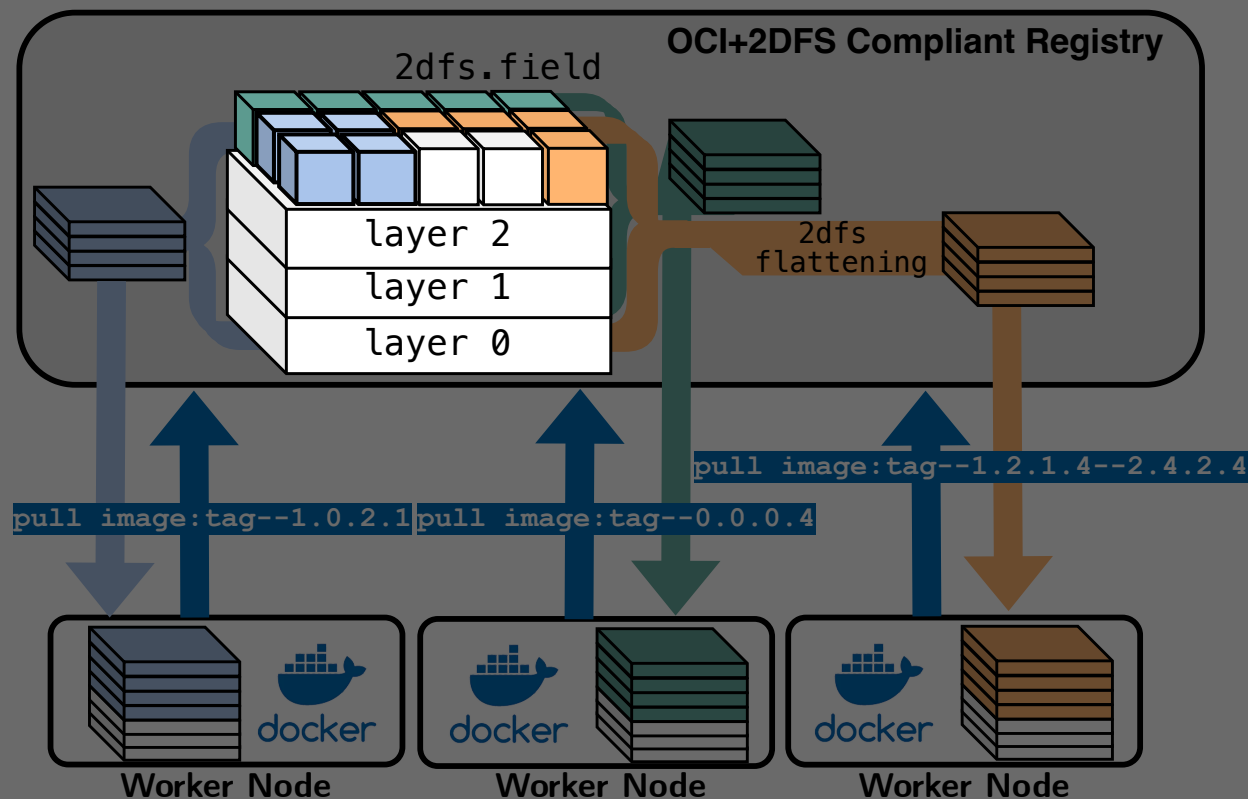 OCI+2DFS Compliant Registry
2dfs.field
layer 2
layer 1
layer 0
2dfs
flattening
pull image:tag--1.2.1.4--2.4.2.4
pull image:tag--1.0.2.1
pull image:tag--0.0.0.4
docker
docker
docker
Worker Node
Worker Node
Worker Node